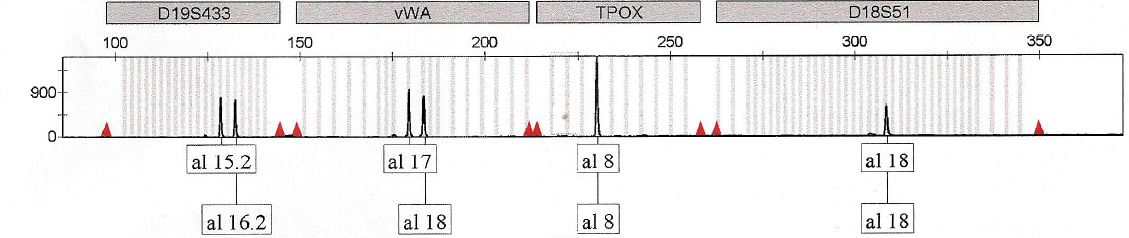 D19S433 vWA TPOX D18S51
100 150 200 250 300 350
900
0
al 15.2 al 17 al 8 al 18
al 16.2 al 18 al 8 al 18